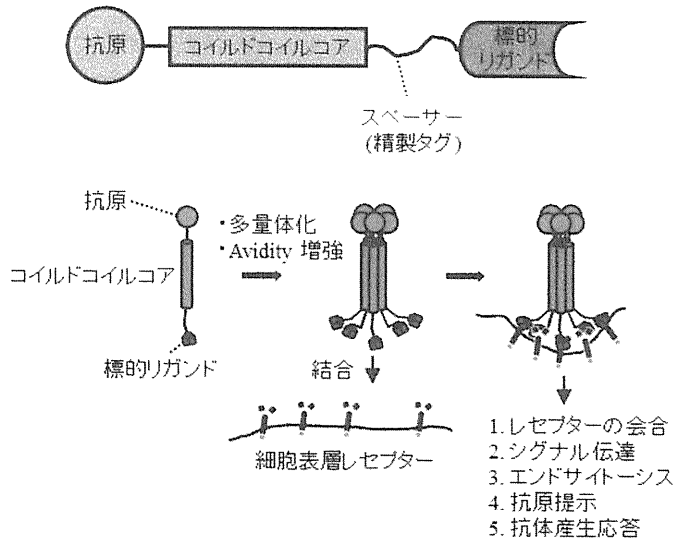 抗原
コイルドコイルコア
標的
リガンド
スペーサー
(精製タグ)
抗原
コイルドコイルコア
標的リガンド
・多量体化
・Avidity 増強
結合
細胞表層レセプター
1. レセプターの会合
2. シグナル伝達
3. エンドサイトーシス
4. 抗原提示
5. 抗体産生応答